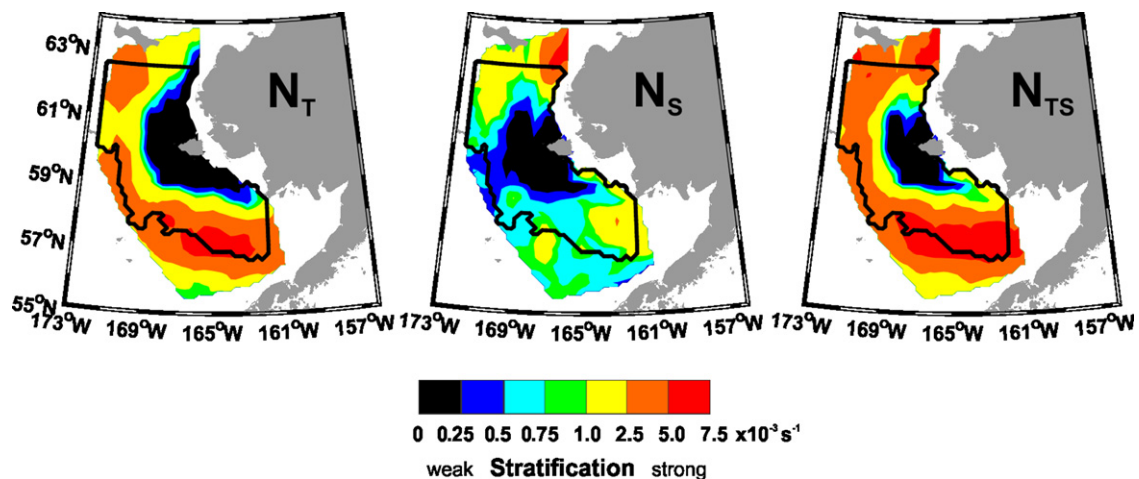 63°N
61°N
59°N
57°N
55°N
173°W 169°W 165°W 161°W 157°W
N_T
173°W 169°W 165°W 161°W 157°W
N_S
173°W 169°W 165°W 161°W 157°W
N_TS
0 0.25 0.5 0.75 1.0 2.5 5.0 7.5 x10⁻³ s⁻¹
weak Stratification strong